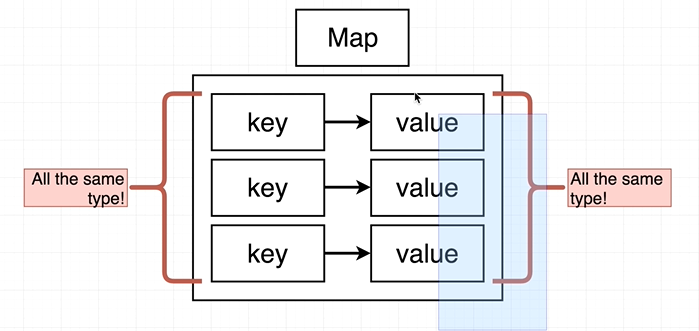 Map
key
value
key
value
key
value
All the same
type!
All the same
type!